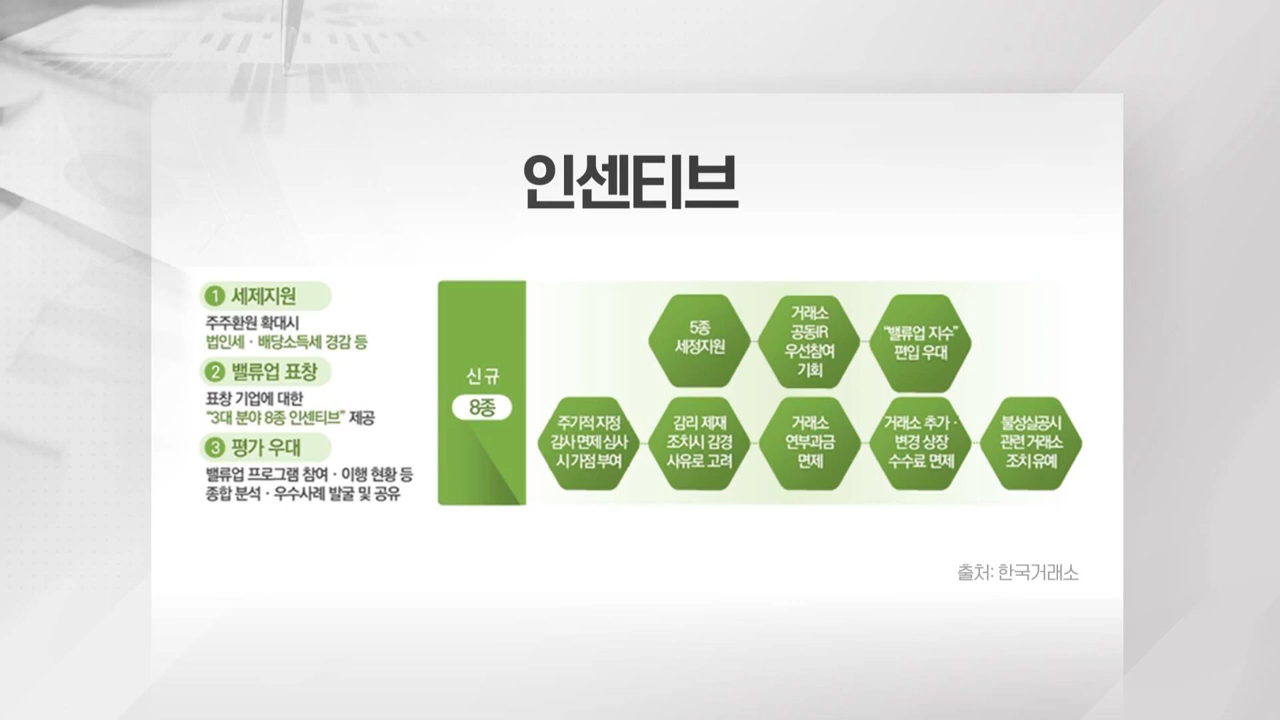 인센티브
1 세제지원
주주환원 확대시
법인세 · 배당소득세 경감 등
2 밸류업 표창
표창 기업에 대한
“3대 분야 8종 인센티브” 제공
3 평가 우대
밸류업 프로그램 참여 · 이행 현황 등
종합 분석 · 우수사례 발굴 및 공유
신규
8종
5종
세정지원
거래소
공동IR
우선참여
기회
“밸류업 지수”
편입 우대
주기적 지정
감사 면제 심사
시 가점 부여
감리 제재
조치시 감경
사유로 고려
거래소
연부과금
면제
거래소 추가·
변경 상장
수수료 면제
불성실공시
관련 거래소
조치 유예
출처: 한국거래소